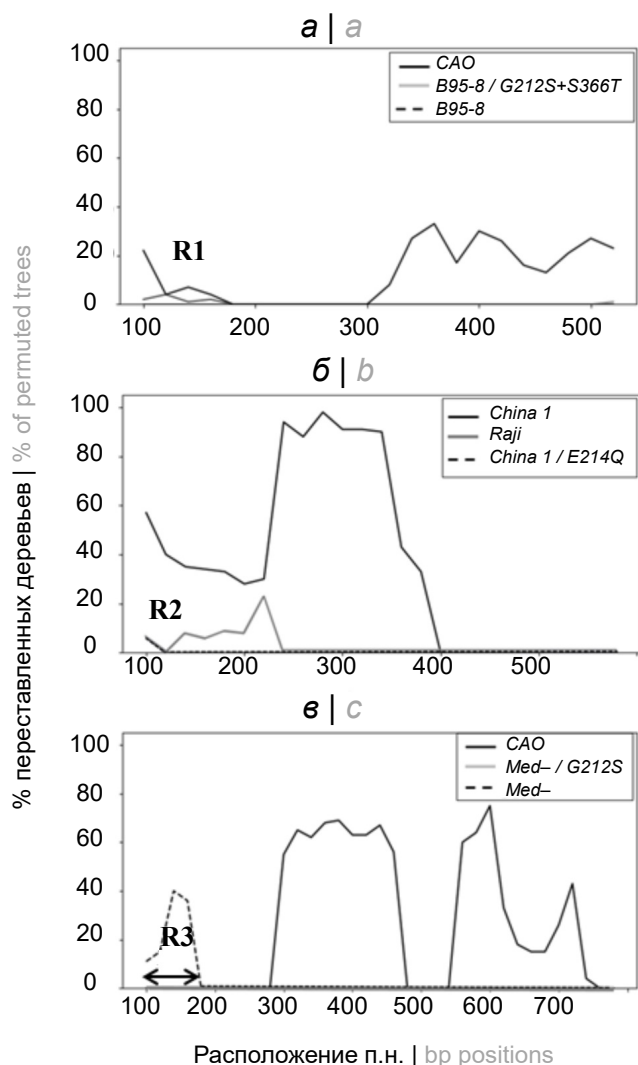 а | a
100
80
60
40
20
0
CAO
B95-8 / G212S+S366T
B95-8
R1
100 200 300 400 500
б | b
100
80
60
40
20
0
China 1
Raji
China 1 / E214Q
R2
100 200 300 400 500
в | c
100
80
60
40
20
0
CAO
Med– / G212S
Med–
R3
100 200 300 400 500 600 700
% переставленных деревьев | % of permuted trees
Расположение п.н. | bp positions